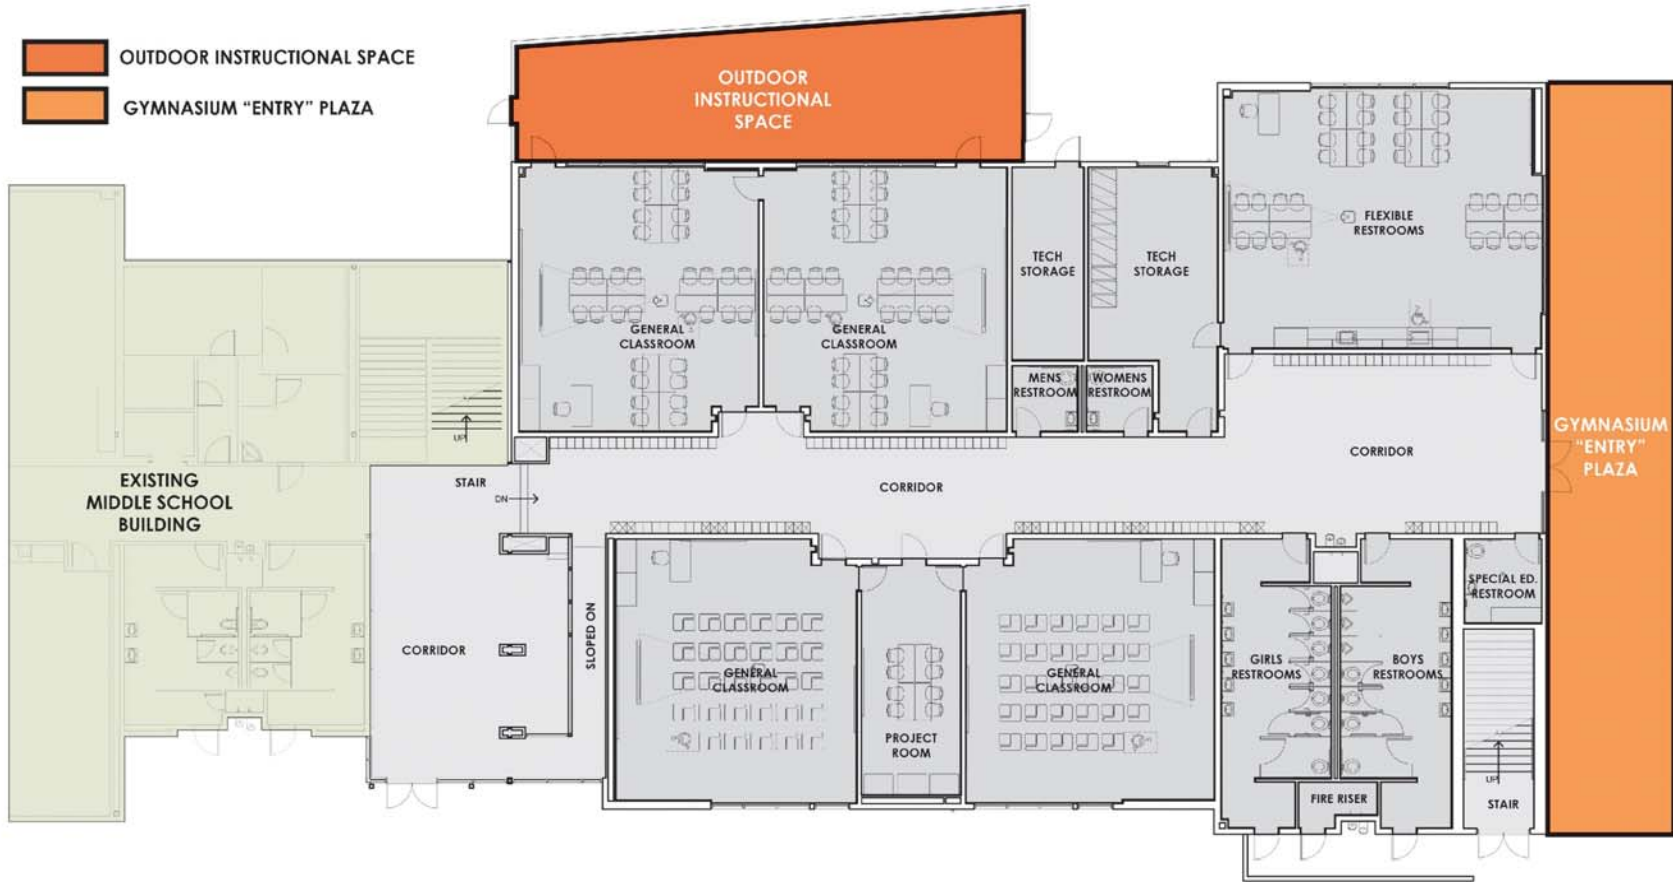 OUTDOOR INSTRUCTIONAL SPACE
GYMNASIUM “ENTRY” PLAZA
OUTDOOR
INSTRUCTIONAL
SPACE
FLEXIBLE
RESTROOMS
TECH
STORAGE
TECH
STORAGE
GENERAL
CLASSROOM
GENERAL
CLASSROOM
MENS
RESTROOM
WOMENS
RESTROOM
UP
GYMNASIUM
“ENTRY”
PLAZA
EXISTING
MIDDLE SCHOOL
BUILDING
STAIR
DN
CORRIDOR
CORRIDOR
CORRIDOR
SLOPED ON
GENERAL
CLASSROOM
PROJECT
ROOM
GENERAL
CLASSROOM
GIRLS
RESTROOMS
BOYS
RESTROOMS
SPECIAL ED.
RESTROOM
FIRE RISER
UP
STAIR